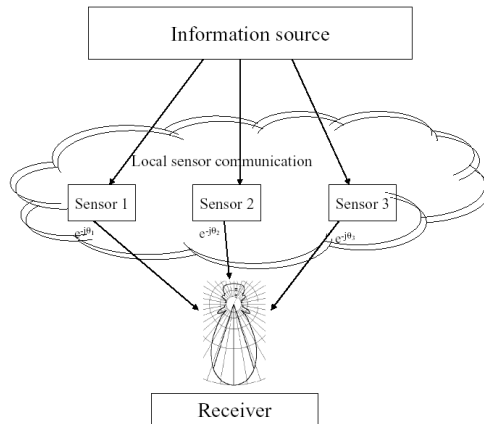 Information source
Local sensor communication
Sensor 1
Sensor 2
Sensor 3
e-jθ₁
e-jθ₂
e-jθ₃
Receiver